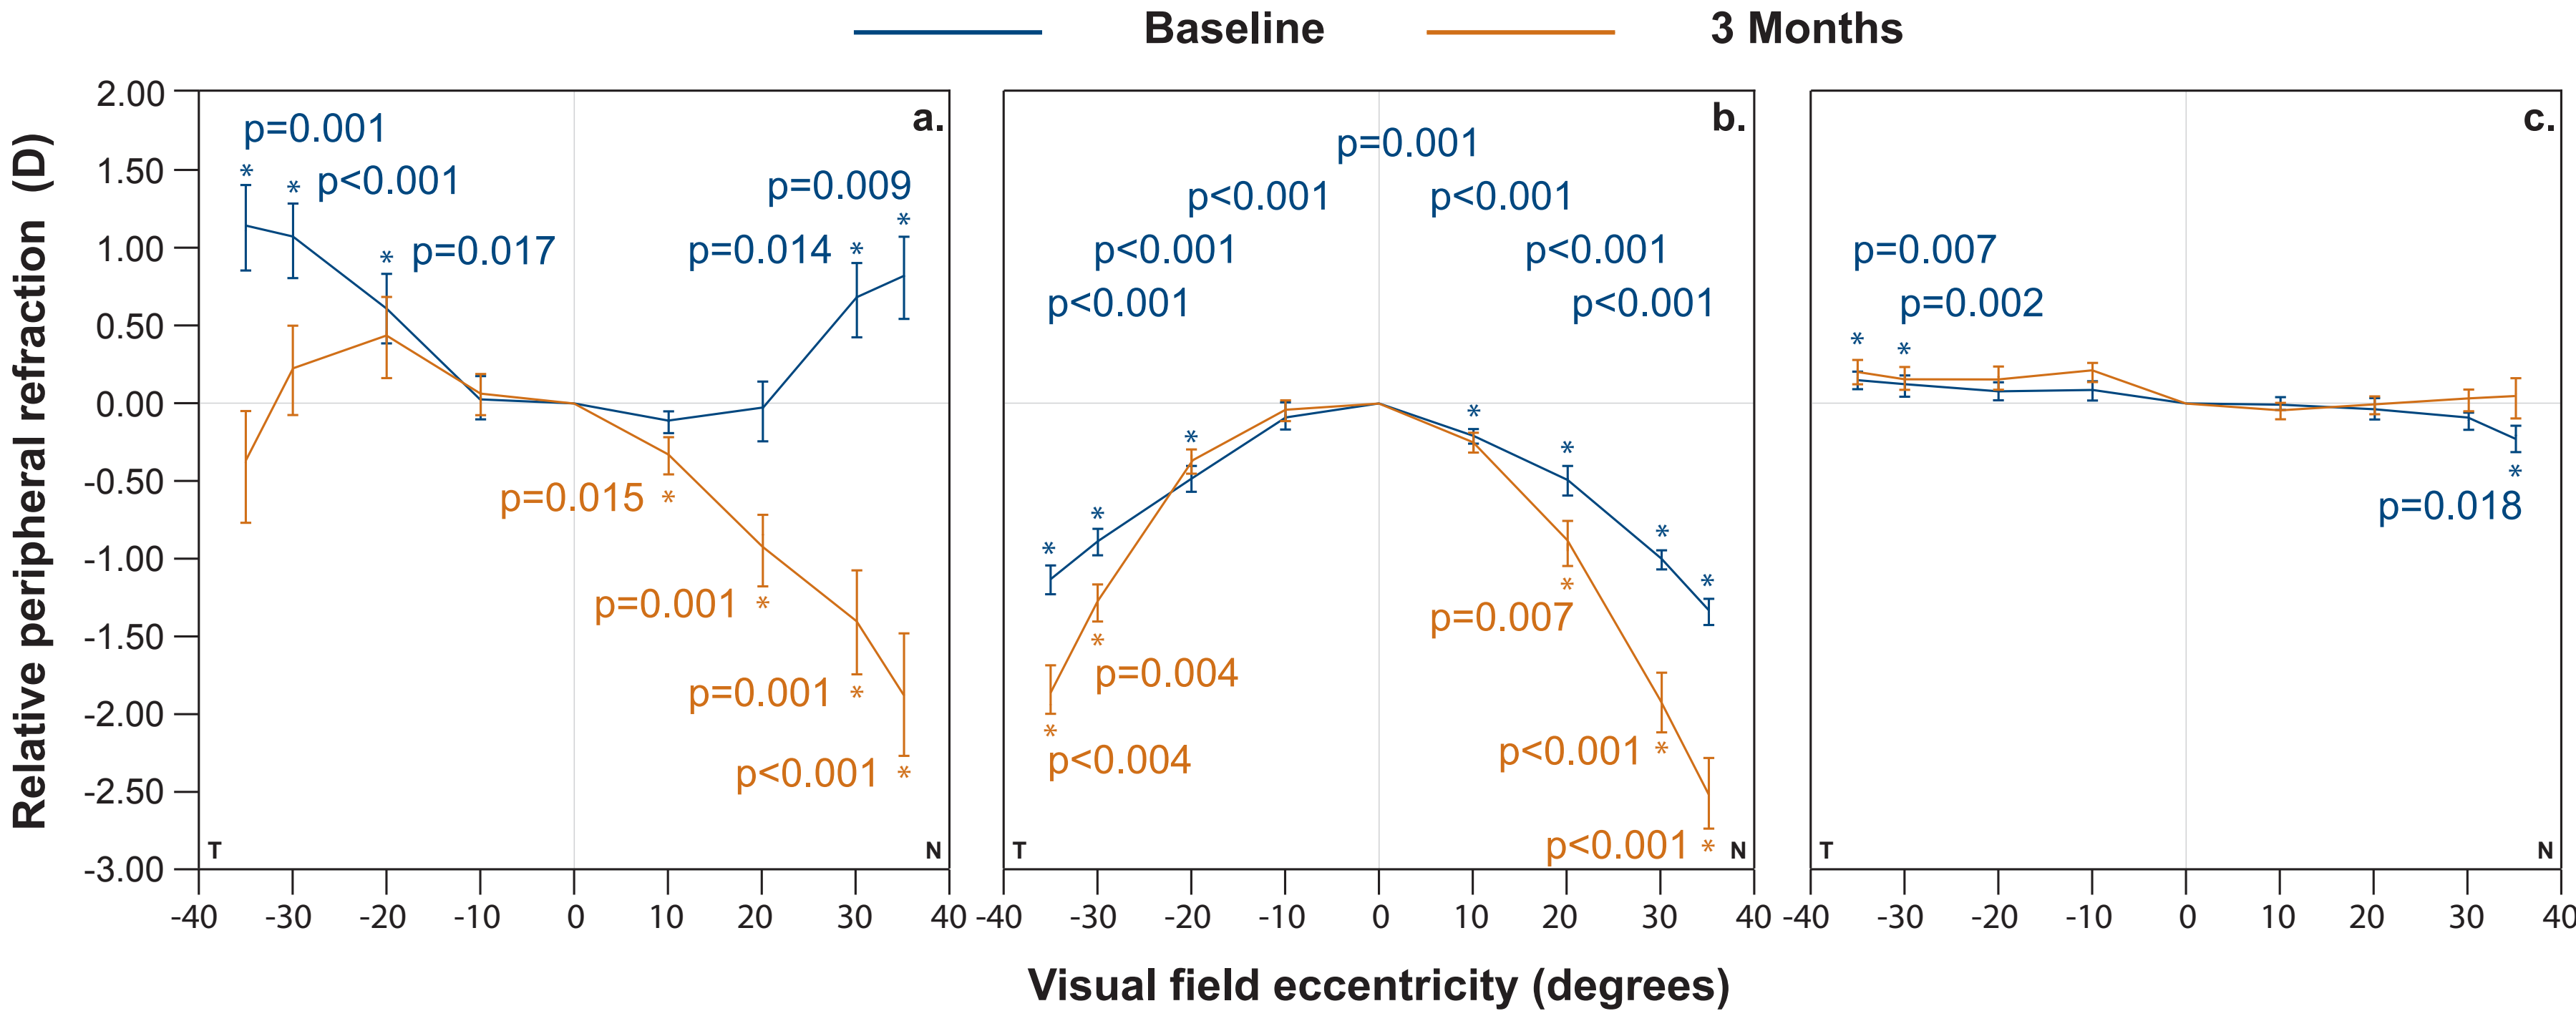 Baseline 3 Months
Relative peripheral refraction (D)
2.00
1.50
1.00
0.50
0.00
-0.50
-1.00
-1.50
-2.00
-2.50
-3.00
a.
p=0.001
*
* p<0.001
* p=0.017
p=0.009
*
p=0.014 *
p=0.015 *
p=0.001 *
p=0.001 *
p<0.001 *
T N
-40 -30 -20 -10 0 10 20 30 40
b.
p=0.001
p<0.001 p<0.001
p<0.001 p<0.001
p<0.001 p<0.001
* * * * * * *
*
p=0.004
*
p<0.004
*
p=0.007
p<0.001 *
p<0.001 *
T N
-40 -30 -20 -10 0 10 20 30 40
c.
p=0.007
p=0.002
* *
*
p=0.018
T N
-40 -30 -20 -10 0 10 20 30 40
Visual field eccentricity (degrees)